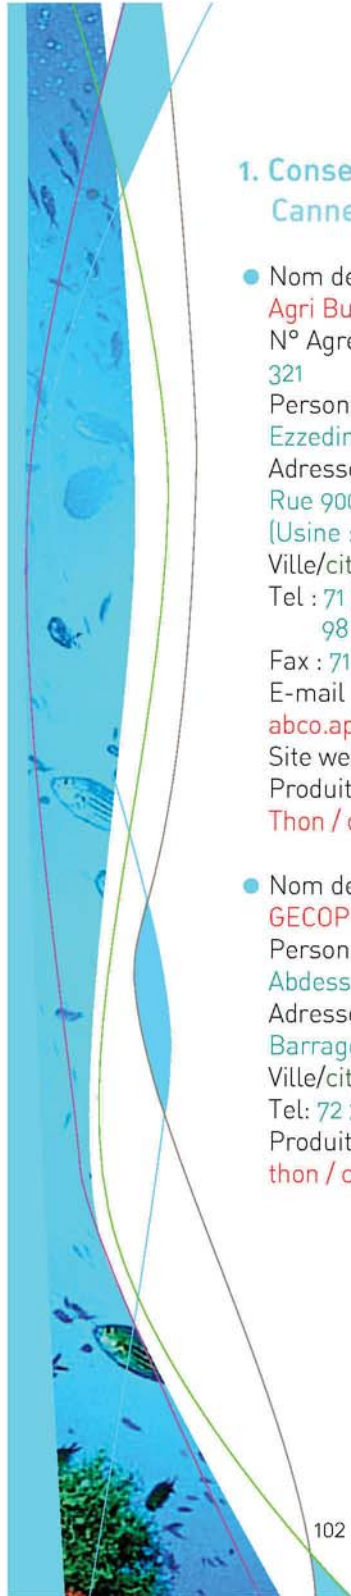 1. Conse
Canne
Nom de
Agri Bu
N° Agre
321
Person
Ezzedin
Adresse
Rue 900
(Usine :
Ville/cit
Tel : 71
98
Fax : 71
E-mail
abco.ap
Site we
Produit
Thon / c
Nom de
GECOP
Person
Abdess
Adresse
Barrage
Ville/cit
Tel: 72
Produit
thon / c
102